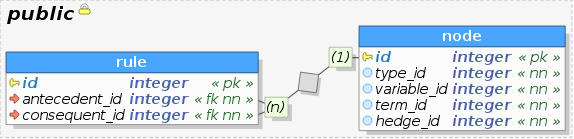 public
rule
id integer « pk »
antecedent_id integer « fk nn »
consequent_id integer « fk nn »
(n)
(1)
node
id integer « pk »
type_id integer « nn »
variable_id integer « nn »
term_id integer « nn »
hedge_id integer « nn »